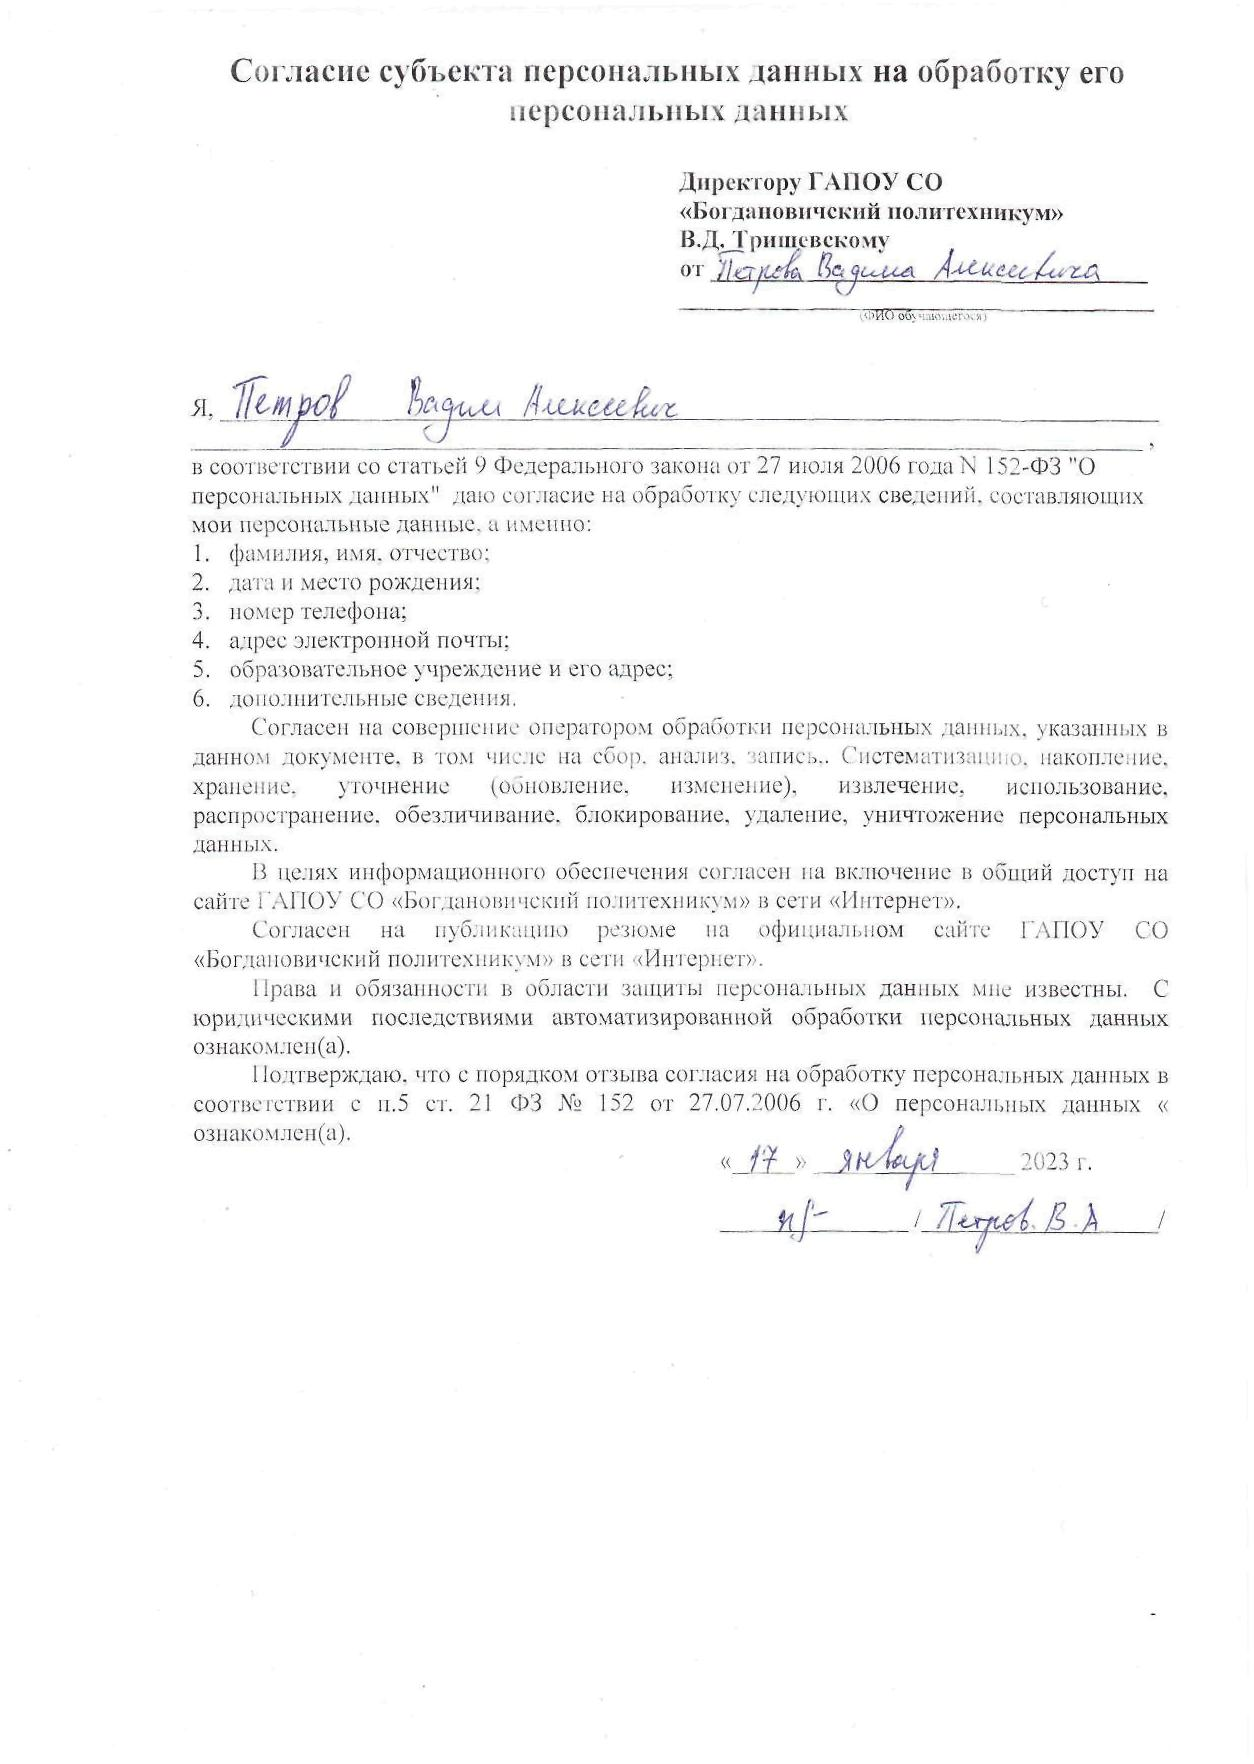 Согласие субъекта персональных данных на обработку его
персональных данных
Директору ГАПОУ СО
«Богдановичский политехникум»
В.Д. Тришевскому
от Петрова Вадима Алексеевича
(ФИО обучающегося)
Я, Петров Вадим Алексеевич
,
в соответствии со статьей 9 Федерального закона от 27 июля 2006 года N 152-ФЗ "О
персональных данных" даю согласие на обработку следующих сведений, составляющих
мои персональные данные, а именно:
1. фамилия, имя, отчество;
2. дата и место рождения;
3. номер телефона;
4. адрес электронной почты;
5. образовательное учреждение и его адрес;
6. дополнительные сведения.
Согласен на совершение оператором обработки персональных данных, указанных в
данном документе, в том числе на сбор, анализ, запись,. Систематизацию, накопление,
хранение, уточнение (обновление, изменение), извлечение, использование,
распространение, обезличивание, блокирование, удаление, уничтожение персональных
данных.
В целях информационного обеспечения согласен на включение в общий доступ на
сайте ГАПОУ СО «Богдановичский политехникум» в сети «Интернет».
Согласен на публикацию резюме на официальном сайте ГАПОУ СО
«Богдановичский политехникум» в сети «Интернет».
Права и обязанности в области защиты персональных данных мне известны. С
юридическими последствиями автоматизированной обработки персональных данных
ознакомлен(а).
Подтверждаю, что с порядком отзыва согласия на обработку персональных данных в
соответствии с п.5 ст. 21 ФЗ № 152 от 27.07.2006 г. «О персональных данных «
ознакомлен(а).
«17» января 2023 г.
/ Петров. В.А /